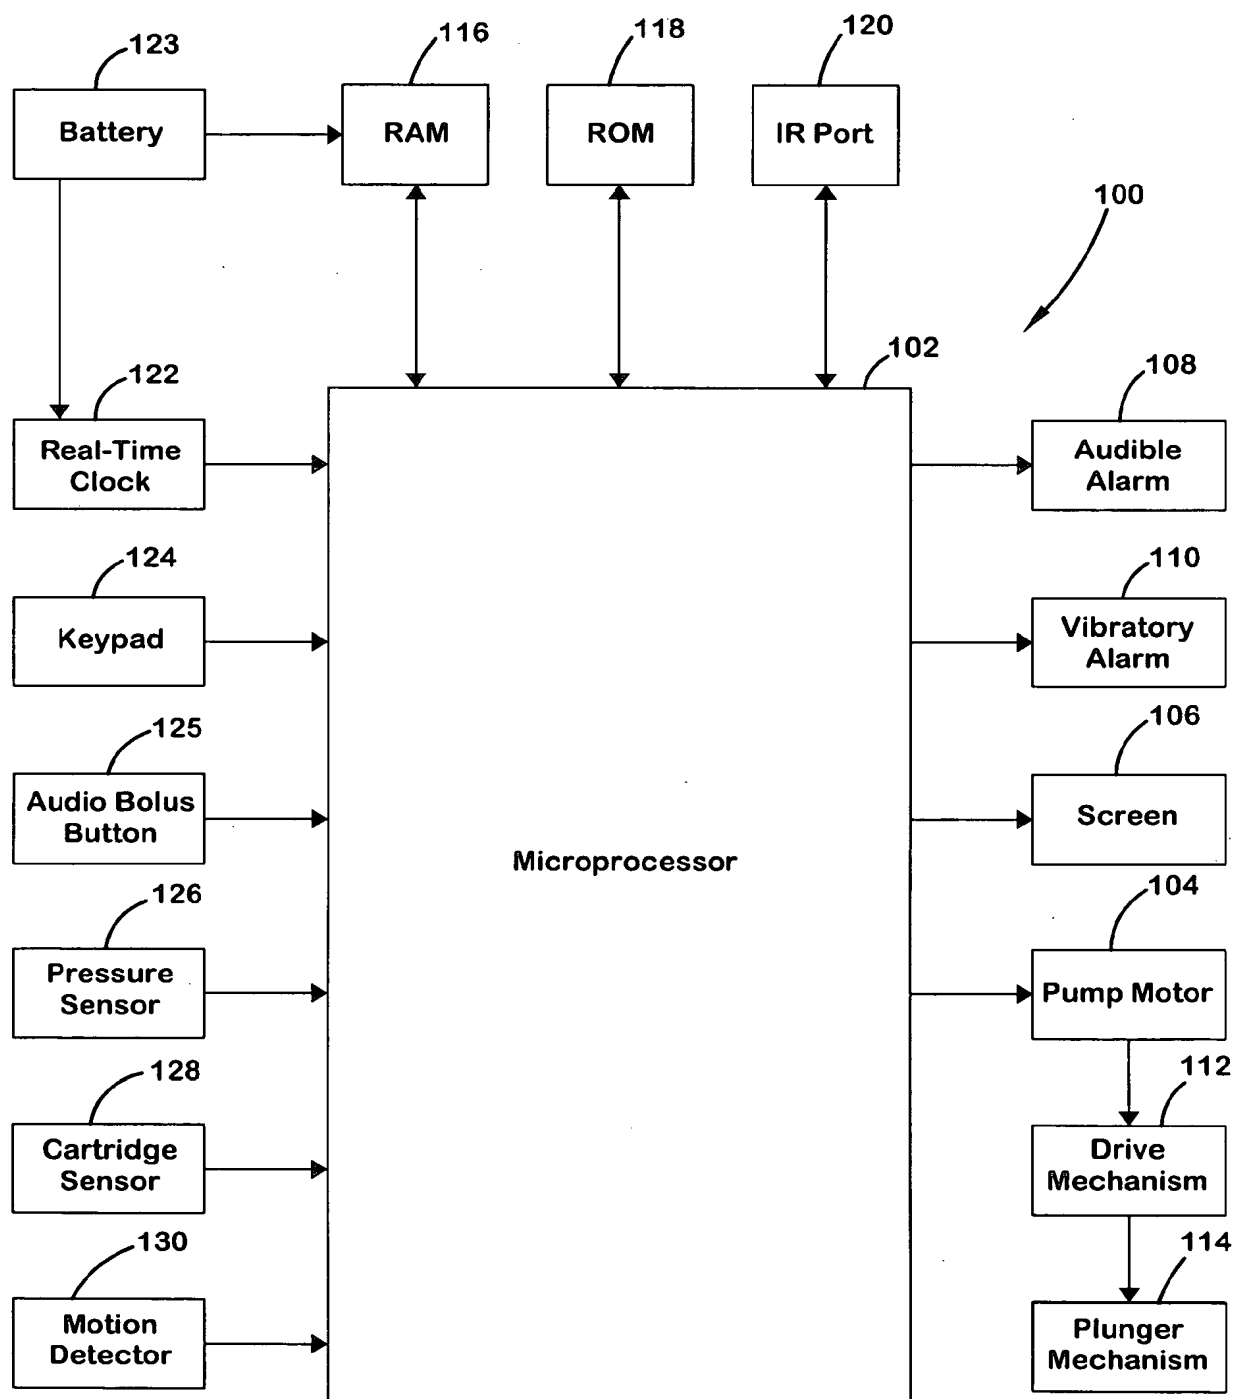 123
116
118
120
Battery
RAM
ROM
IR Port
100
102
122
108
Real-Time
Clock
Audible
Alarm
124
110
Keypad
Vibratory
Alarm
125
106
Audio Bolus
Button
Screen
Microprocessor
126
104
Pressure
Sensor
Pump Motor
128
112
Cartridge
Sensor
Drive
Mechanism
130
114
Motion
Detector
Plunger
Mechanism